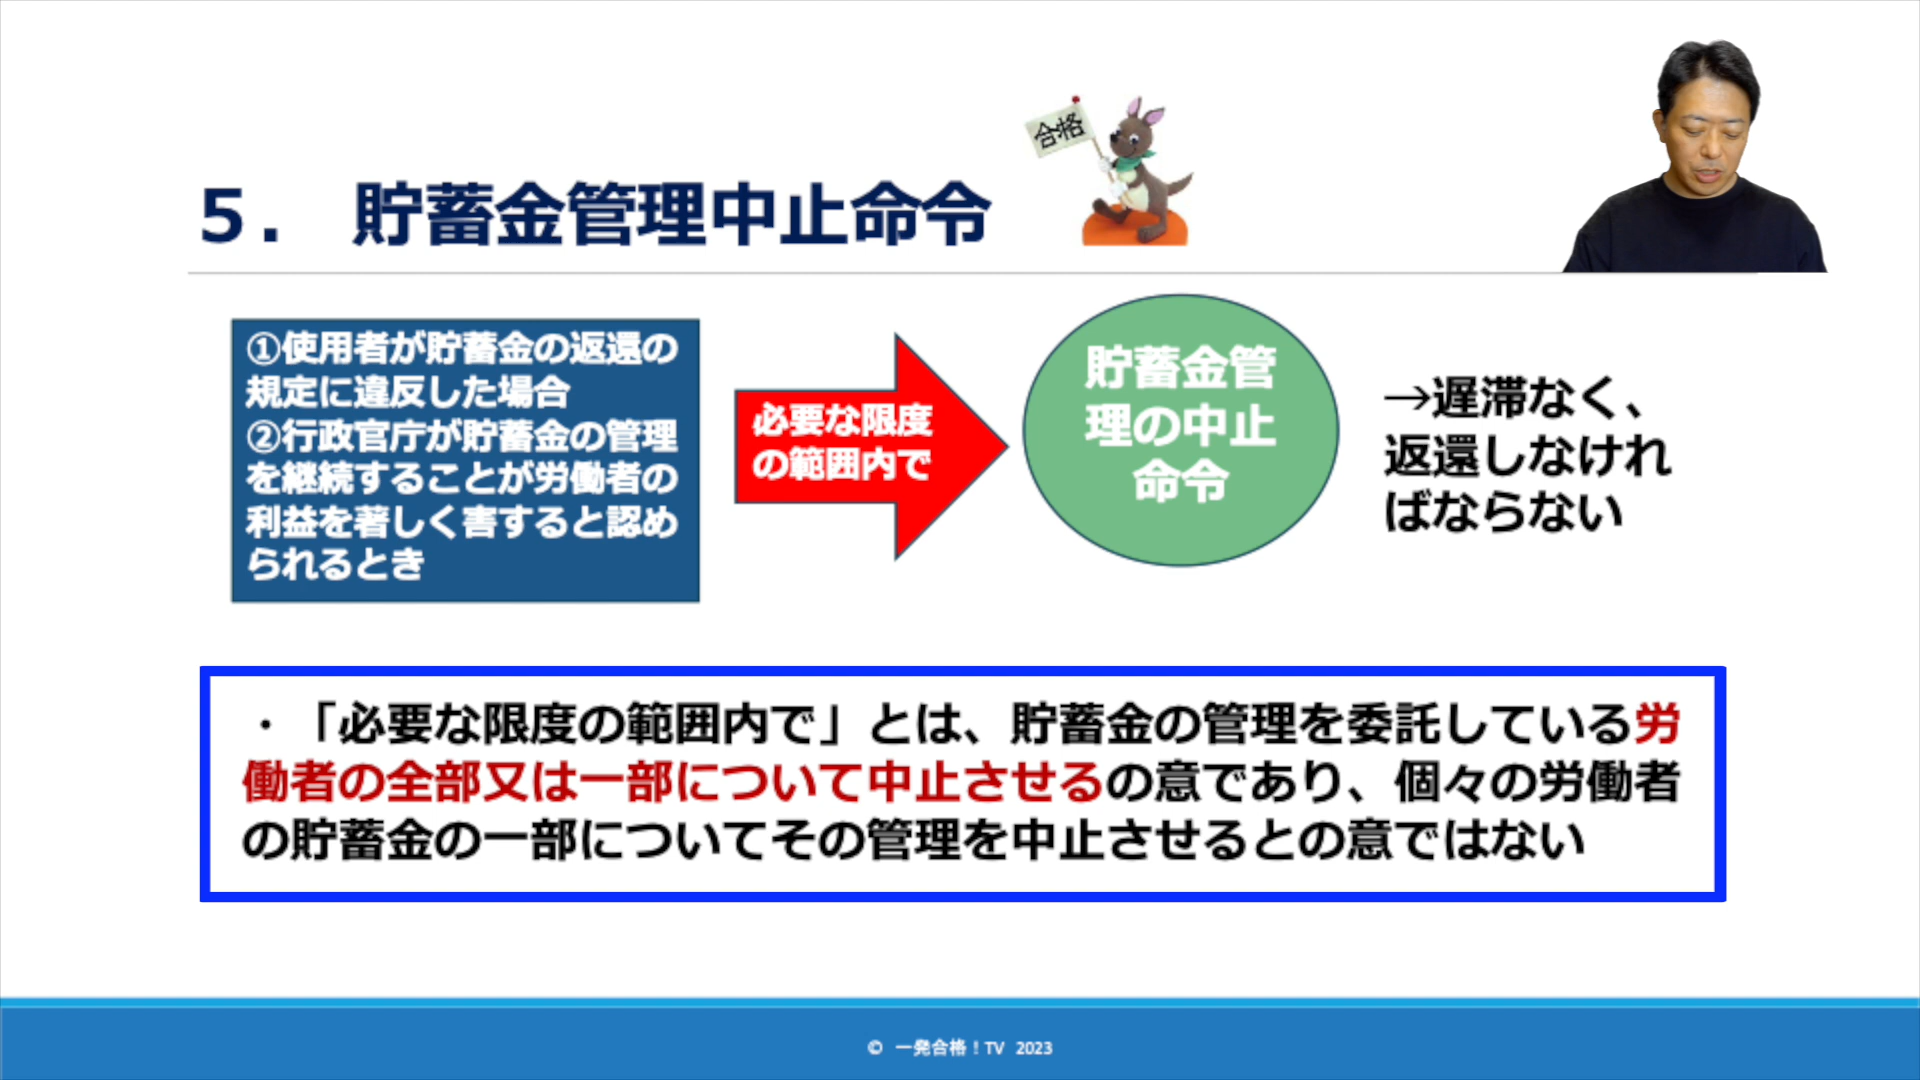 合格
5． 貯蓄金管理中止命令
①使用者が貯蓄金の返還の
規定に違反した場合
②行政官庁が貯蓄金の管理
を継続することが労働者の
利益を著しく害すると認め
られるとき
必要な限度
の範囲内で
貯蓄金管
理の中止
命令
→遅滞なく、
返還しなけれ
ばならない
・「必要な限度の範囲内で」とは、貯蓄金の管理を委託している労
働者の全部又は一部について中止させるの意であり、個々の労働者
の貯蓄金の一部についてその管理を中止させるとの意ではない
© 一発合格！TV 2023